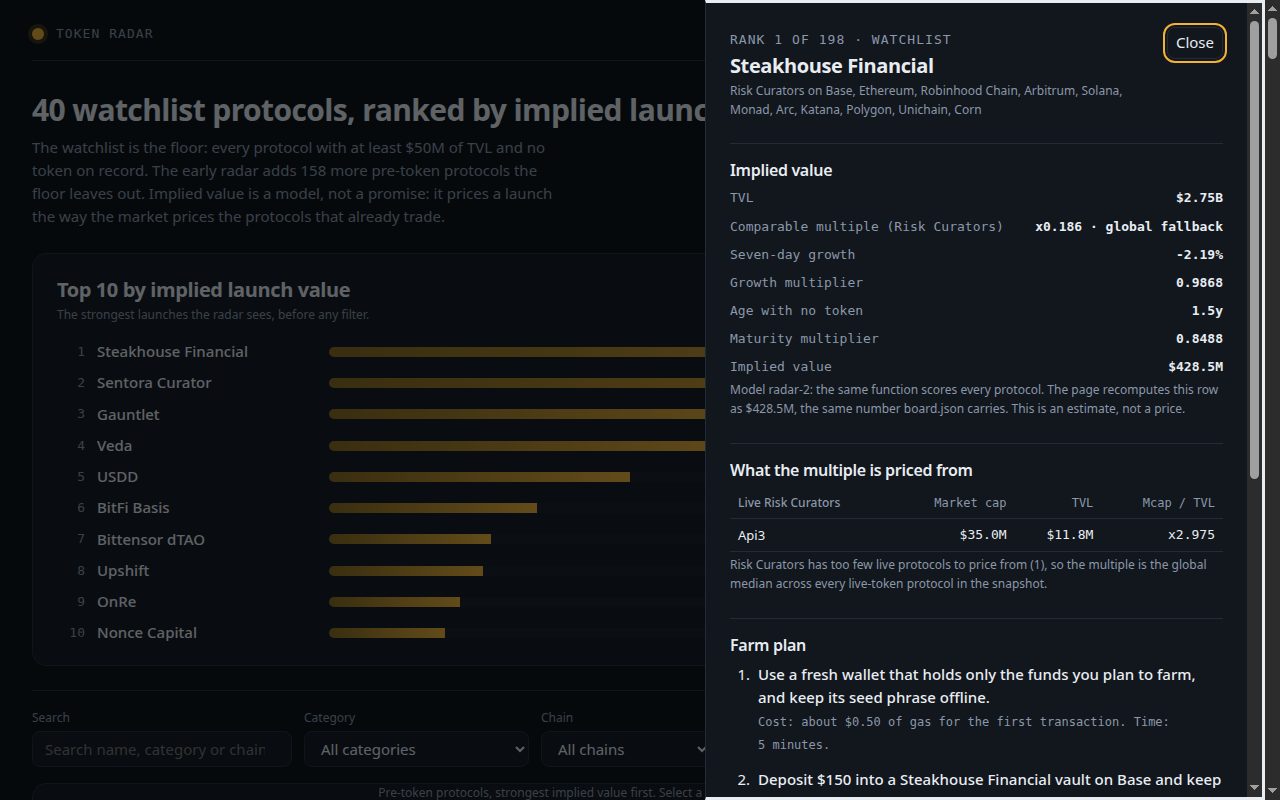 TOKEN RADAR
40 watchlist protocols, ranked by implied launc
The watchlist is the floor: every protocol with at least $50M of TVL and no
token on record. The early radar adds 158 more pre-token protocols the
floor leaves out. Implied value is a model, not a promise: it prices a launch
the way the market prices the protocols that already trade.
Top 10 by implied launch value
The strongest launches the radar sees, before any filter.
1 Steakhouse Financial
2 Sentora Curator
3 Gauntlet
4 Veda
5 USDD
6 BitFi Basis
7 Bittensor dTAO
8 Upshift
9 OnRe
10 Nonce Capital
Search Category Chain
Search name, category or chain All categories All chains
Pre-token protocols, strongest implied value first. Select a
RANK 1 OF 198 · WATCHLIST
Close
Steakhouse Financial
Risk Curators on Base, Ethereum, Robinhood Chain, Arbitrum, Solana,
Monad, Arc, Katana, Polygon, Unichain, Corn
Implied value
TVL $2.75B
Comparable multiple (Risk Curators) x0.186 · global fallback
Seven-day growth -2.19%
Growth multiplier 0.9868
Age with no token 1.5y
Maturity multiplier 0.8488
Implied value $428.5M
Model radar-2: the same function scores every protocol. The page recomputes this row
as $428.5M, the same number board.json carries. This is an estimate, not a price.
What the multiple is priced from
Live Risk Curators Market cap TVL Mcap / TVL
Api3 $35.0M $11.8M x2.975
Risk Curators has too few live protocols to price from (1), so the multiple is the global
median across every live-token protocol in the snapshot.
Farm plan
1. Use a fresh wallet that holds only the funds you plan to farm,
and keep its seed phrase offline.
Cost: about $0.50 of gas for the first transaction. Time:
5 minutes.
2. Deposit $150 into a Steakhouse Financial vault on Base and keep